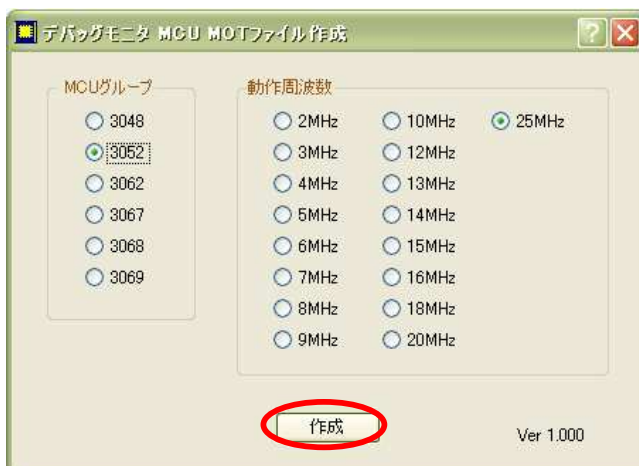 デバッグモニタ MCU MOTファイル作成
MCUグループ
3048
3052
3062
3067
3068
3069
動作周波数
2MHz
3MHz
4MHz
5MHz
6MHz
7MHz
8MHz
9MHz
10MHz
12MHz
13MHz
14MHz
15MHz
16MHz
18MHz
20MHz
25MHz
作成
Ver 1.000